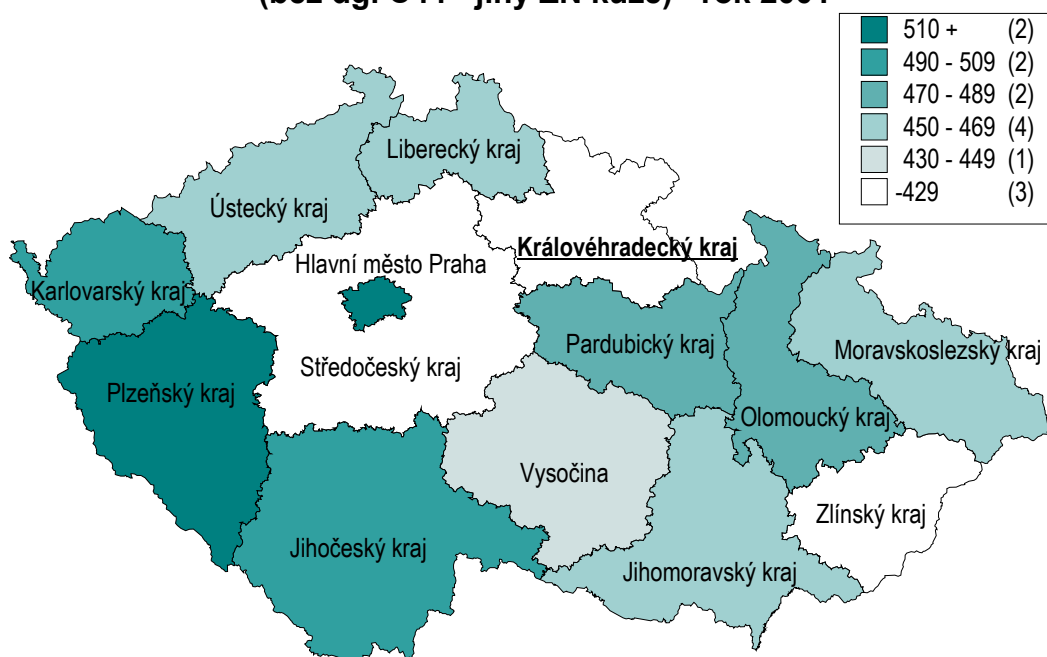 510 + (2)
490 - 509 (2)
470 - 489 (2)
450 - 469 (4)
430 - 449 (1)
-429 (3)
Liberecký kraj
Ústecký kraj
Královéhradecký kraj
Hlavní město Praha
Karlovarský kraj
Pardubický kraj
Moravskoslezský kraj
Středočeský kraj
Plzeňský kraj
Olomoucký kraj
Vysočina
Zlínský kraj
Jihočeský kraj
Jihomoravský kraj